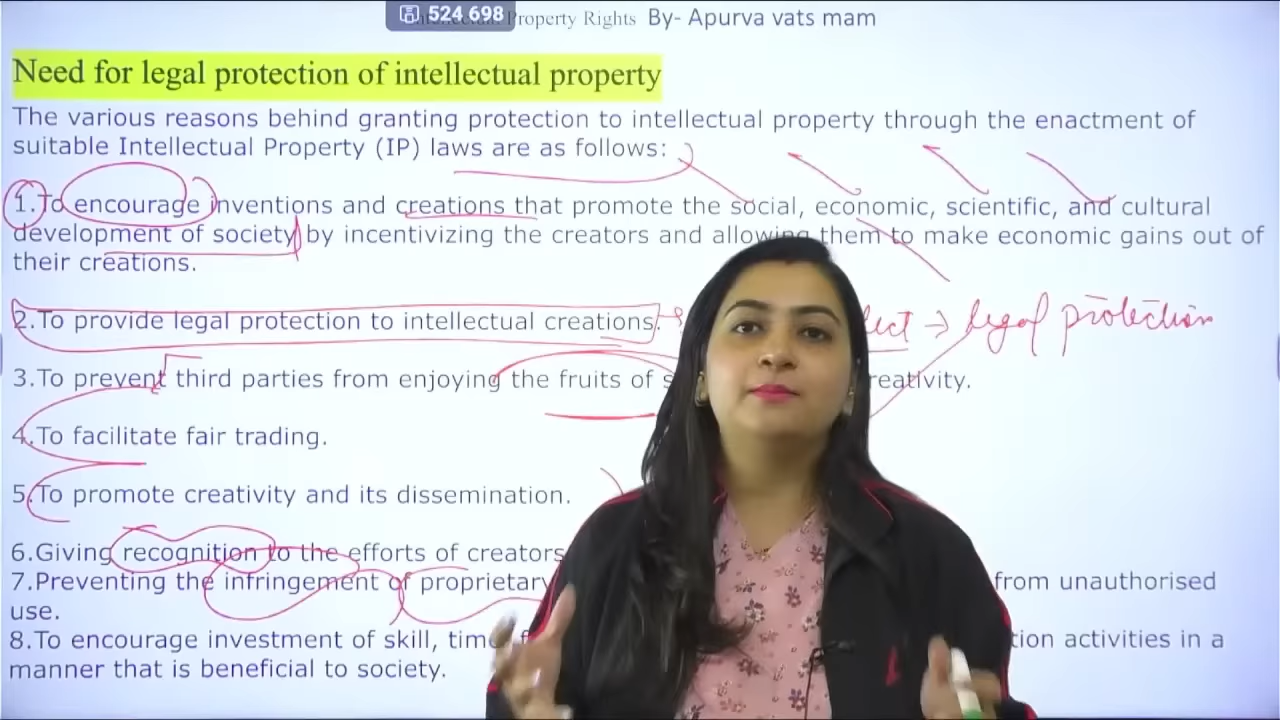 524 698
Property Rights By- Apurva vats mam
Need for legal protection of intellectual property
The various reasons behind granting protection to intellectual property through the enactment of
suitable Intellectual Property (IP) laws are as follows:
1.To encourage inventions and creations that promote the social, economic, scientific, and cultural
development of society by incentivizing the creators and allowing them to make economic gains out of
their creations.
2.To provide legal protection to intellectual creations. → legal protection
3.To prevent third parties from enjoying the fruits of
4.To facilitate fair trading.
5.To promote creativity and its dissemination.
6.Giving recognition to the efforts of creators
7.Preventing the infringement of proprietary from unauthorised
use.
8.To encourage investment of skill, time, activities in a
manner that is beneficial to society.